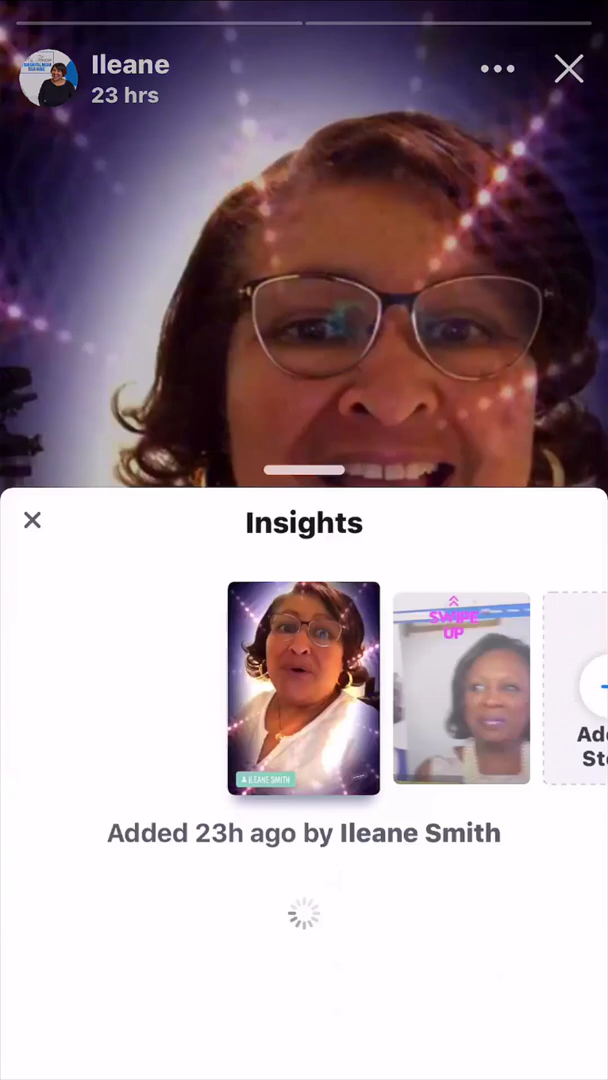 Ileane
23 hrs
Insights
SWIPE
UP
ILEANE SMITH
Added 23h ago by Ileane Smith